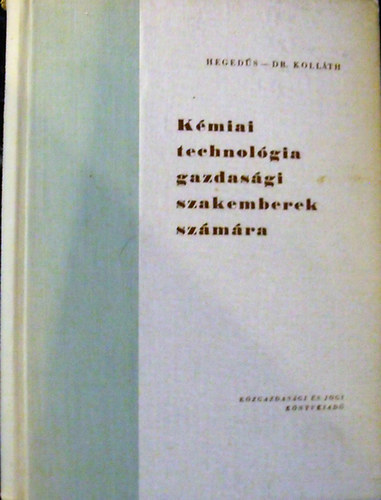 HEGEDŰS — DR. KOLLÁTH
Kémiai
technológia
gazdasági
szakemberek
számára
KÖZGAZDASÁGI ÉS JOGI
KÖNYVKIADÓ